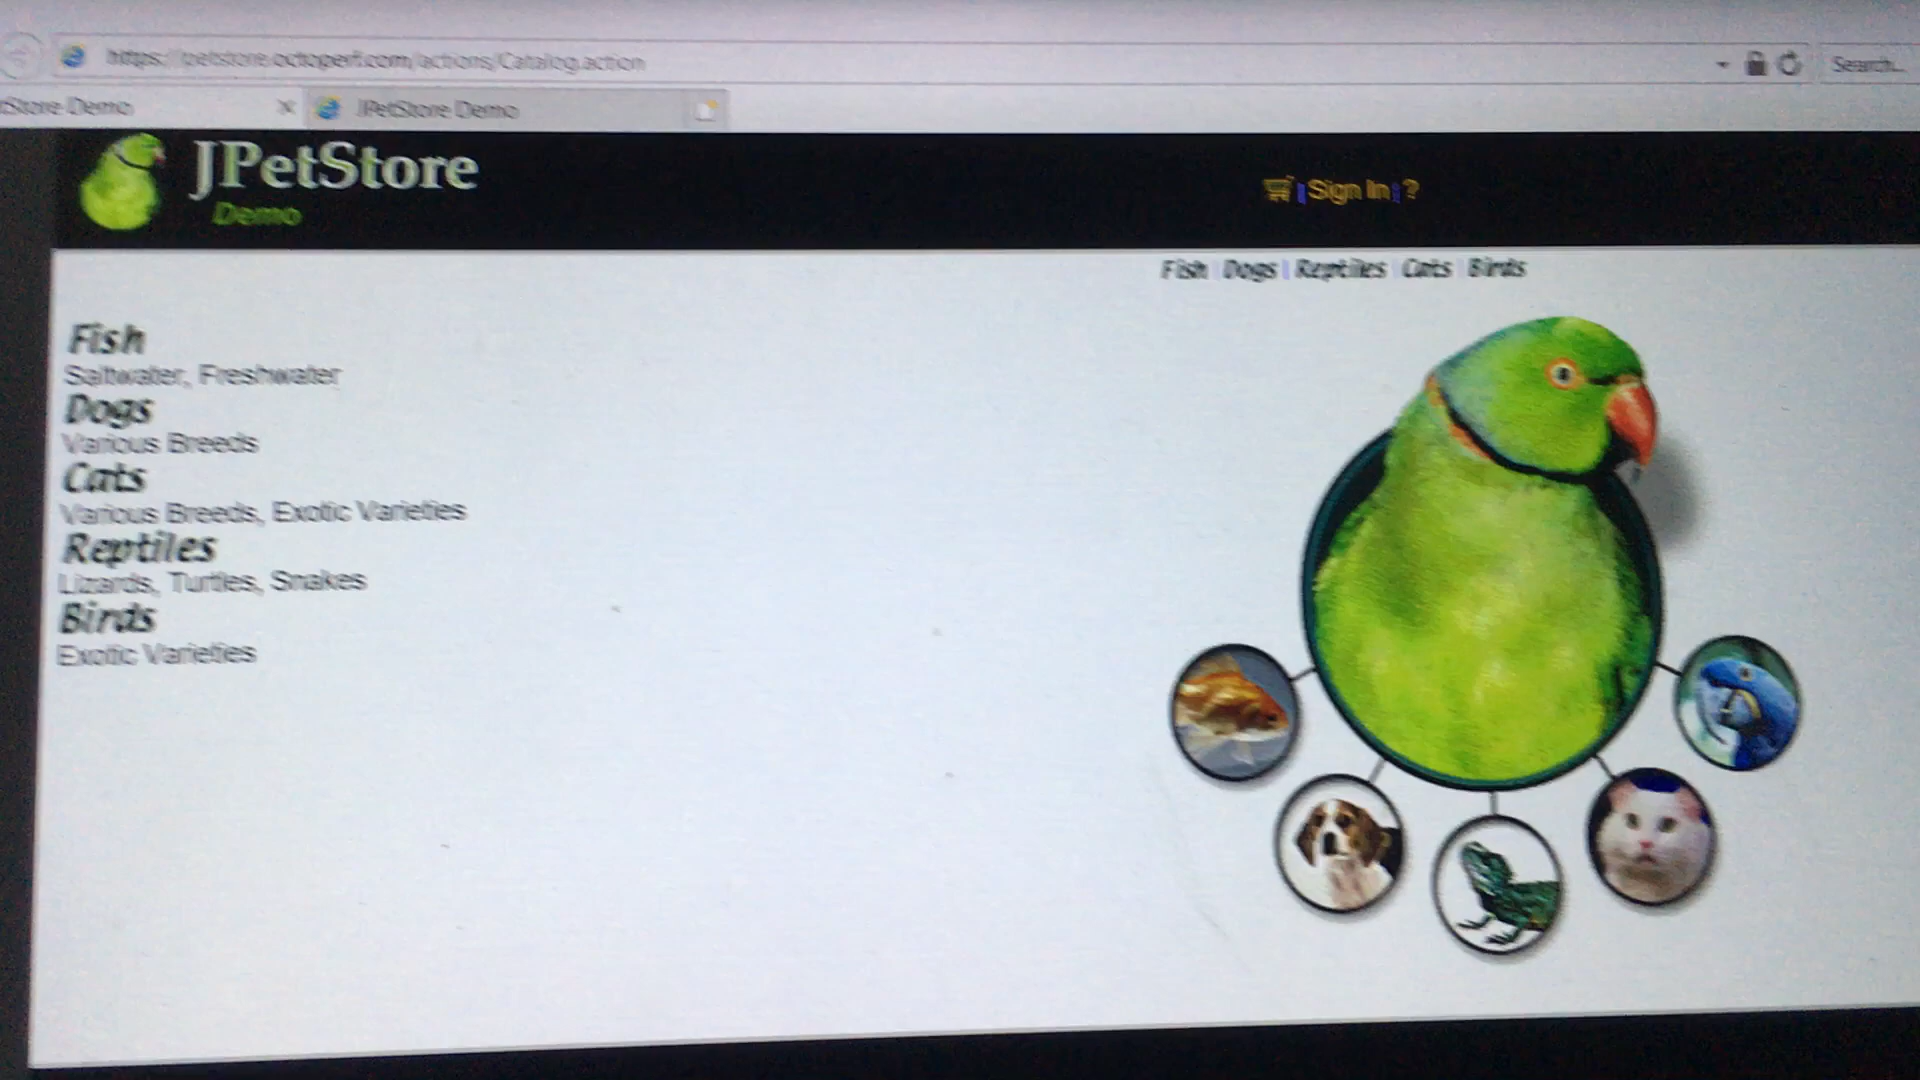 https://petstore.octoperf.com/actions/Catalog.action
Search...
tStore Demo
JPetStore Demo
JPetStore
Demo
Sign In | ?
Fish | Dogs | Reptiles | Cats | Birds
Fish
Saltwater, Freshwater
Dogs
Various Breeds
Cats
Various Breeds, Exotic Varieties
Reptiles
Lizards, Turtles, Snakes
Birds
Exotic Varieties